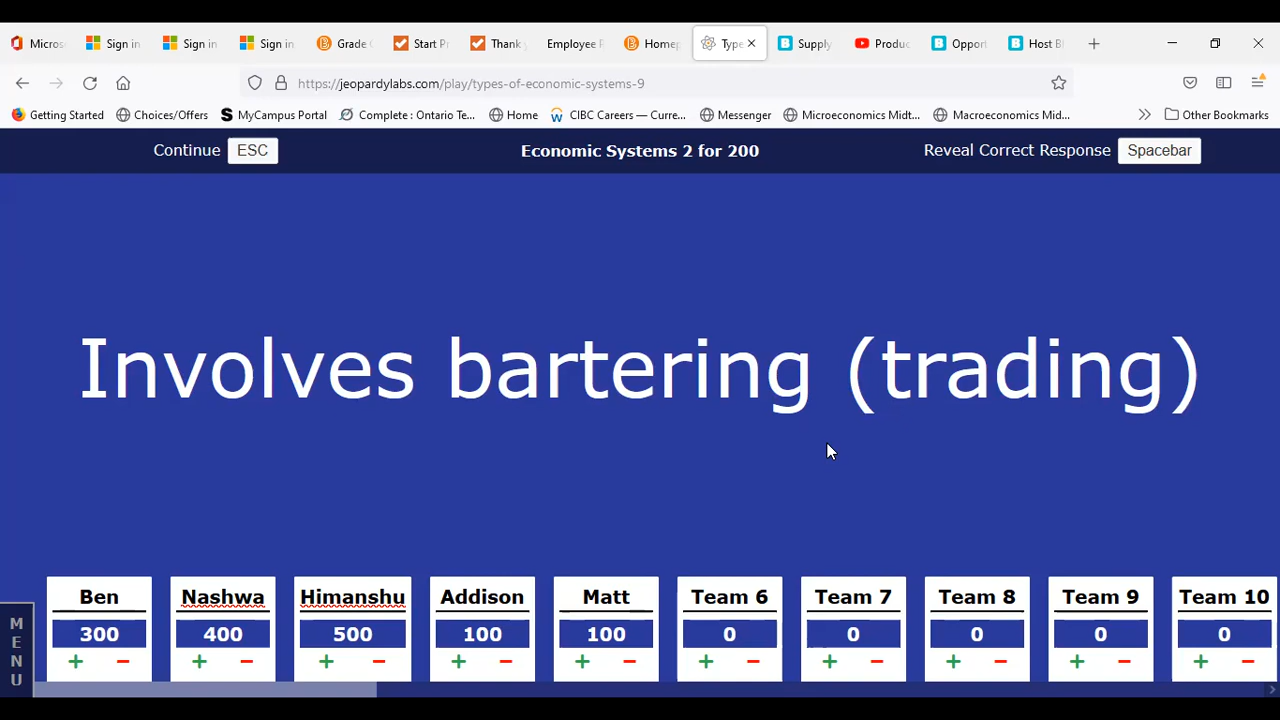 Micros
Sign in
Sign in
Sign in
Grade
Start Pr
Thank
Employee R
Homep
Type
Supply
Produc
Opport
Host B
https://jeopardylabs.com/play/types-of-economic-systems-9
Getting Started
Choices/Offers
MyCampus Portal
Complete : Ontario Te...
Home
CIBC Careers — Curre...
Messenger
Microeconomics Midt...
Macroeconomics Mid...
Other Bookmarks
Continue ESC
Economic Systems 2 for 200
Reveal Correct Response Spacebar
Involves bartering (trading)
MENU
Ben
300
+ −
Nashwa
400
+ −
Himanshu
500
+ −
Addison
100
+ −
Matt
100
+ −
Team 6
0
+ −
Team 7
0
+ −
Team 8
0
+ −
Team 9
0
+ −
Team 10
0
+ −